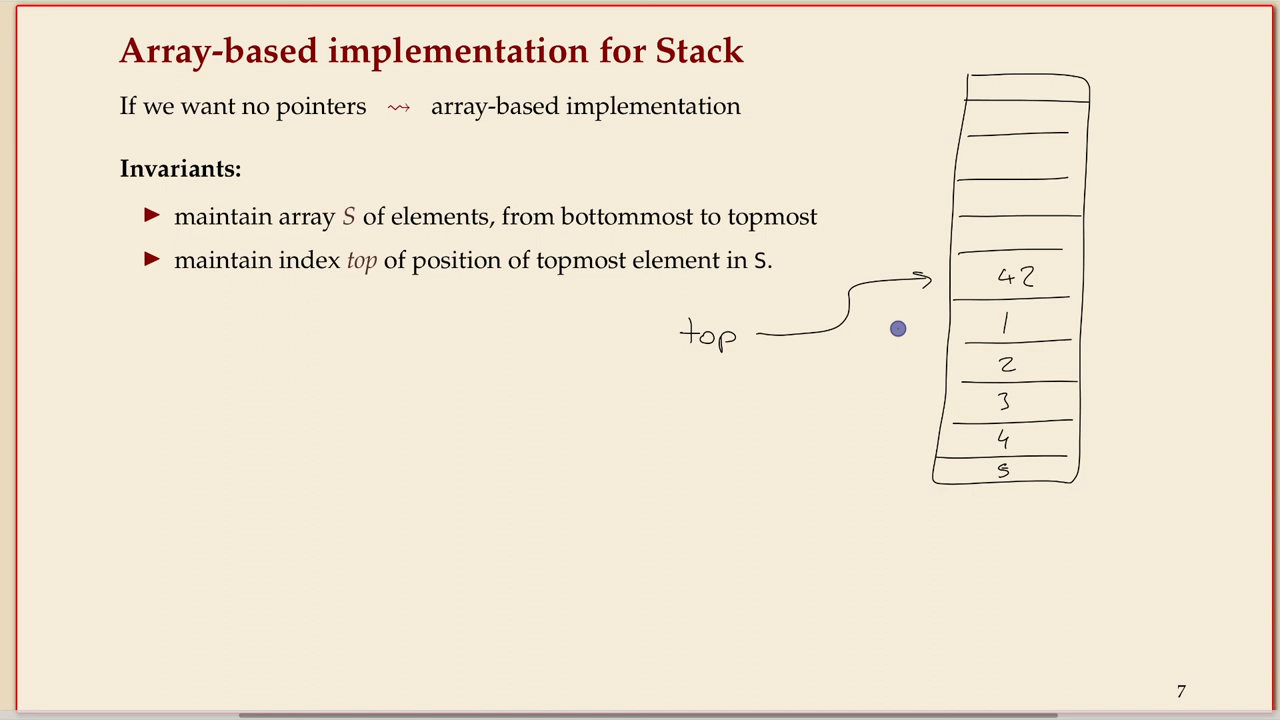 Array-based implementation for Stack
If we want no pointers ⇝ array-based implementation
Invariants:
▶ maintain array S of elements, from bottommost to topmost
▶ maintain index top of position of topmost element in S.
top
42
1
2
3
4
5
7